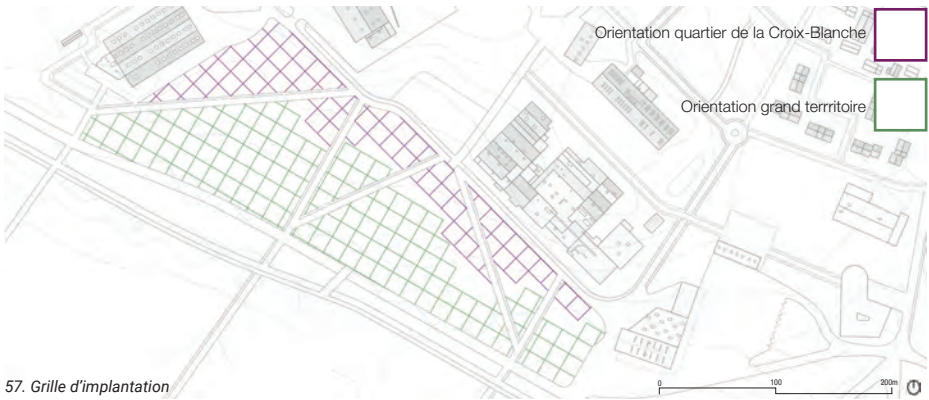 Orientation quartier de la Croix-Blanche
Orientation grand terrritoire
57. Grille d'implantation
0 100 200m